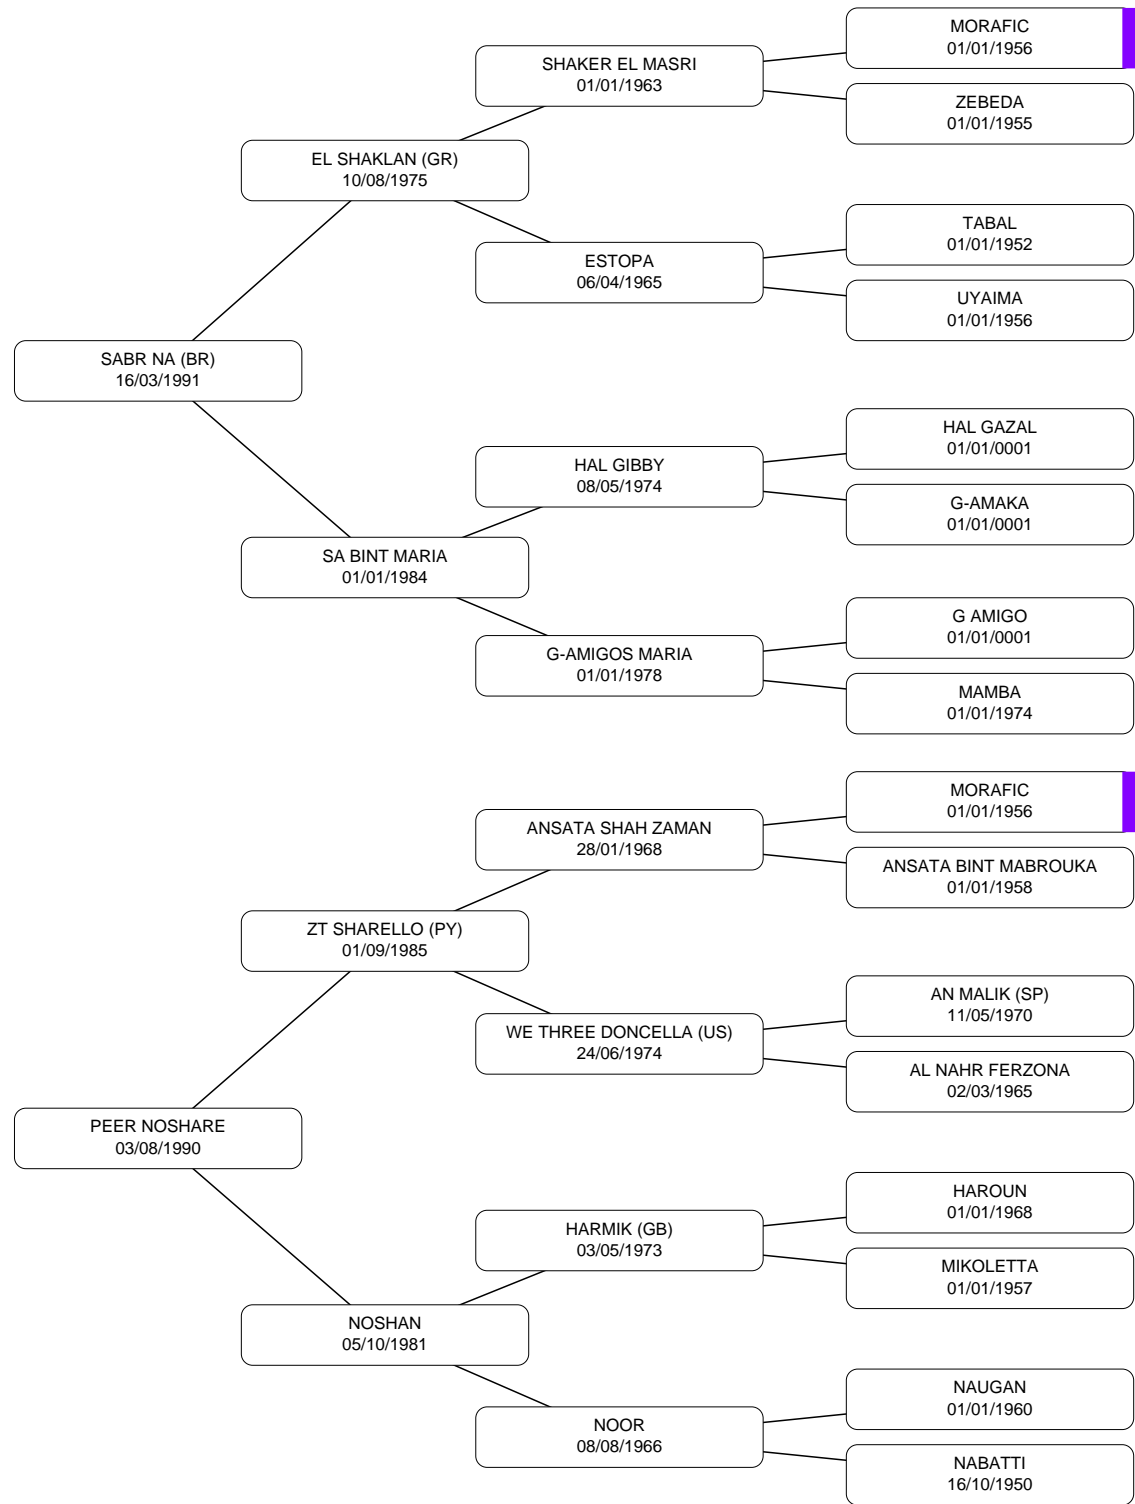 MORAFIC
01/01/1956
SHAKER EL MASRI
01/01/1963
ZEBEDA
01/01/1955
EL SHAKLAN (GR)
10/08/1975
TABAL
01/01/1952
ESTOPA
06/04/1965
UYAIMA
01/01/1956
SABR NA (BR)
16/03/1991
HAL GAZAL
01/01/0001
HAL GIBBY
08/05/1974
G-AMAKA
01/01/0001
SA BINT MARIA
01/01/1984
G AMIGO
01/01/0001
G-AMIGOS MARIA
01/01/1978
MAMBA
01/01/1974
MORAFIC
01/01/1956
ANSATA SHAH ZAMAN
28/01/1968
ANSATA BINT MABROUKA
01/01/1958
ZT SHARELLO (PY)
01/09/1985
AN MALIK (SP)
11/05/1970
WE THREE DONCELLA (US)
24/06/1974
AL NAHR FERZONA
02/03/1965
PEER NOSHARE
03/08/1990
HAROUN
01/01/1968
HARMIK (GB)
03/05/1973
MIKOLETTA
01/01/1957
NOSHAN
05/10/1981
NAUGAN
01/01/1960
NOOR
08/08/1966
NABATTI
16/10/1950